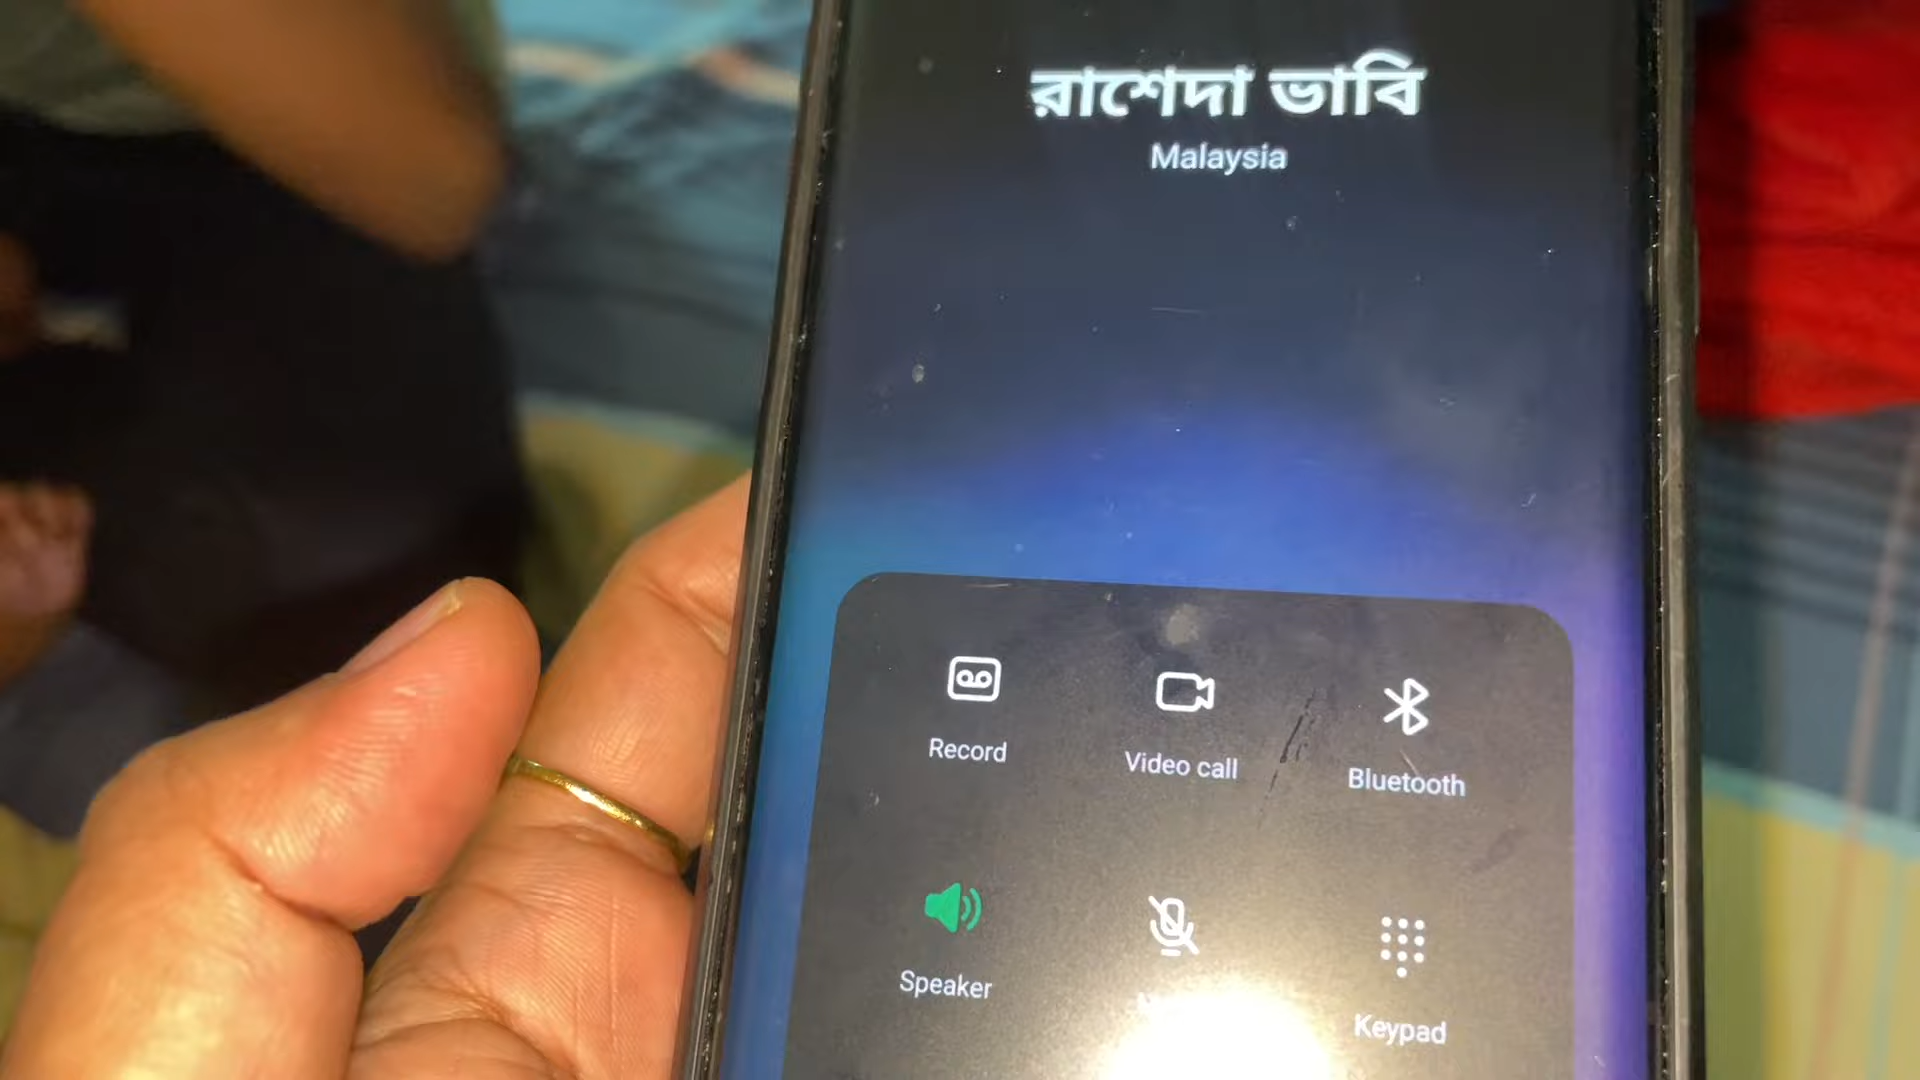 রাশেদা ভাবি
Malaysia
Record
Video call
Bluetooth
Speaker
Keypad